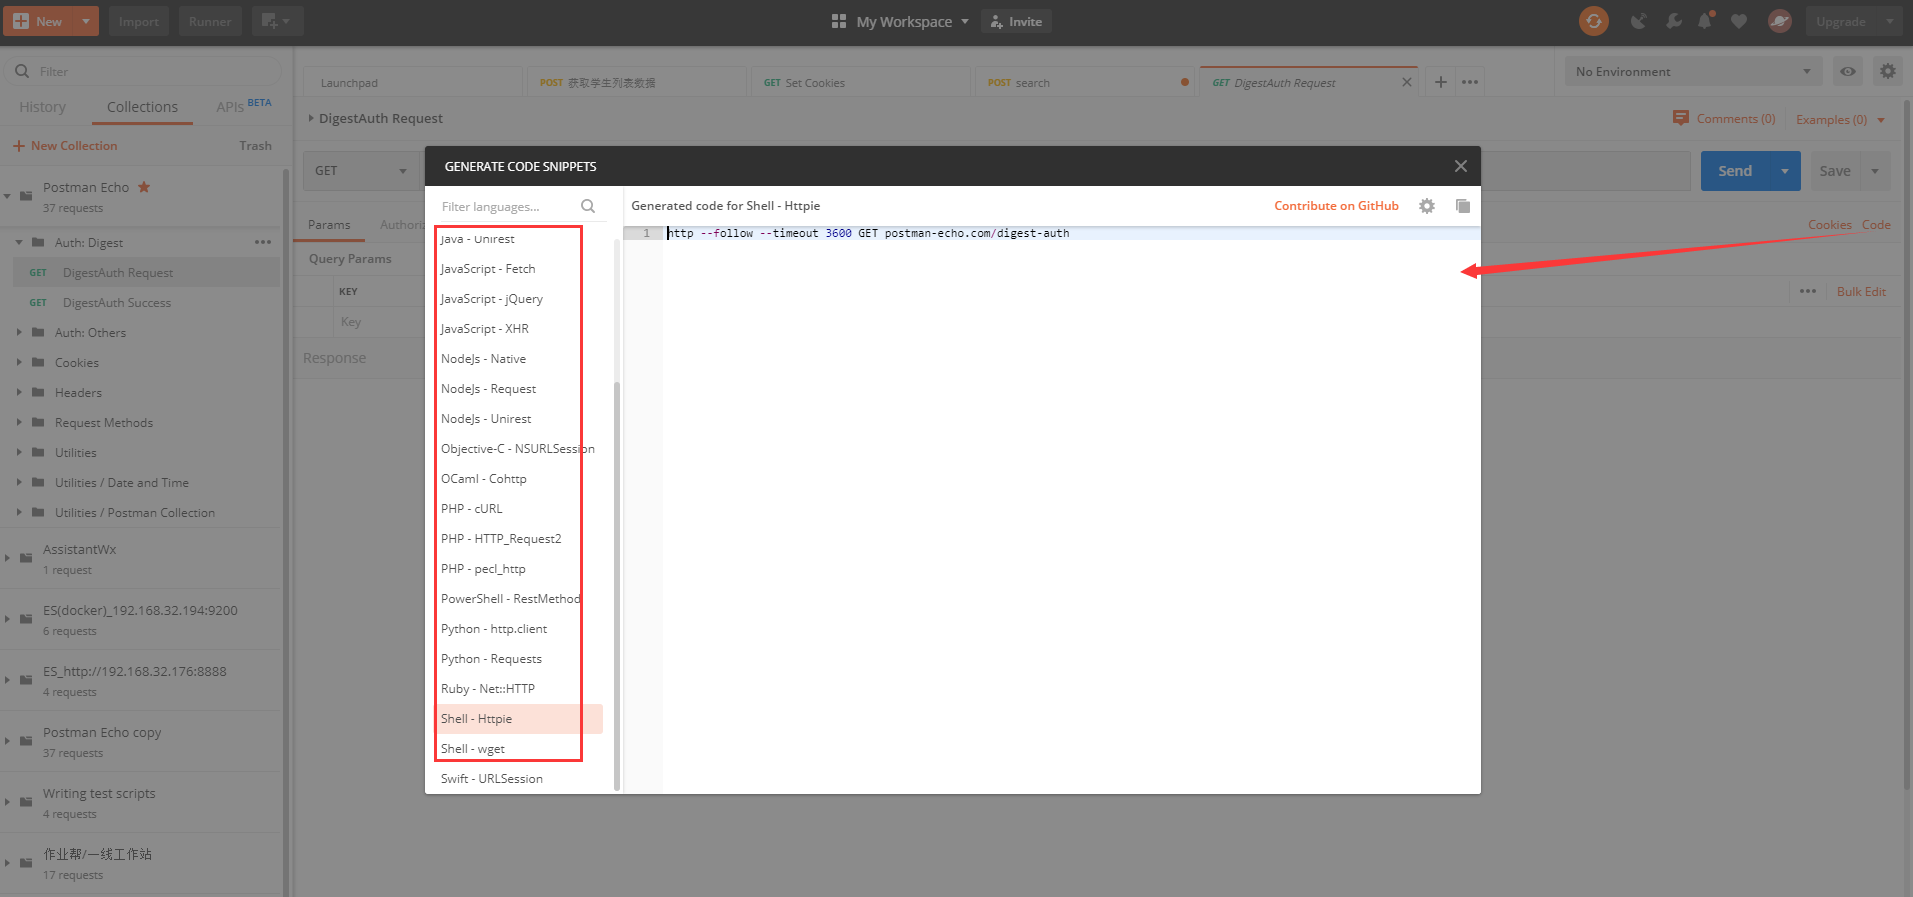 New
Import
Runner
My Workspace
Invite
Upgrade
Filter
History
Collections
APIs BETA
New Collection
Trash
Postman Echo
37 requests
Auth: Digest
GET DigestAuth Request
GET DigestAuth Success
Auth: Others
Cookies
Headers
Request Methods
Utilities
Utilities / Date and Time
Utilities / Postman Collection
AssistantWx
1 request
ES(docker)_192.168.32.194:9200
6 requests
ES_http://192.168.32.176:8888
4 requests
Postman Echo copy
37 requests
Writing test scripts
4 requests
作业帮/一线工作站
17 requests
Launchpad
POST 获取学生列表数据
GET Set Cookies
POST search
GET DigestAuth Request
No Environment
DigestAuth Request
Comments (0)
Examples (0)
GET
Send
Save
Params
Authoriz
Cookies
Code
Query Params
KEY
Bulk Edit
Key
Response
GENERATE CODE SNIPPETS
Filter languages...
Generated code for Shell - Httpie
Contribute on GitHub
Java - Unirest
JavaScript - Fetch
JavaScript - jQuery
JavaScript - XHR
NodeJs - Native
NodeJs - Request
NodeJs - Unirest
Objective-C - NSURLSession
OCaml - Cohttp
PHP - cURL
PHP - HTTP_Request2
PHP - pecl_http
PowerShell - RestMethod
Python - http.client
Python - Requests
Ruby - Net::HTTP
Shell - Httpie
Shell - wget
Swift - URLSession
1 http --follow --timeout 3600 GET postman-echo.com/digest-auth